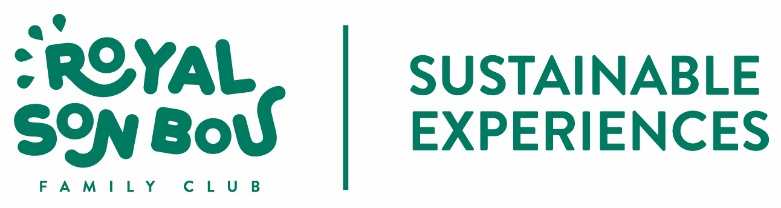 ROYAL
SON BOU
FAMILY CLUB
SUSTAINABLE
EXPERIENCES